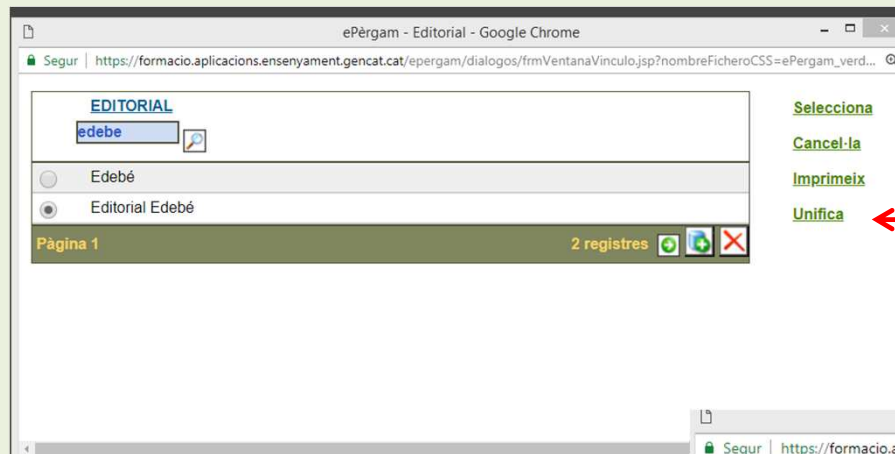 ePèrgam - Editorial - Google Chrome
Segur | https://formacio.aplicacions.ensenyament.gencat.cat/epergam/dialogos/frmVentanaVinculo.jsp?nombreFicheroCSS=ePergam_verd...
EDITORIAL
edebe
Edebé
Editorial Edebé
Pàgina 1 2 registres
Selecciona
Cancel·la
Imprimeix
Unifica
Segur | https://formacio.a